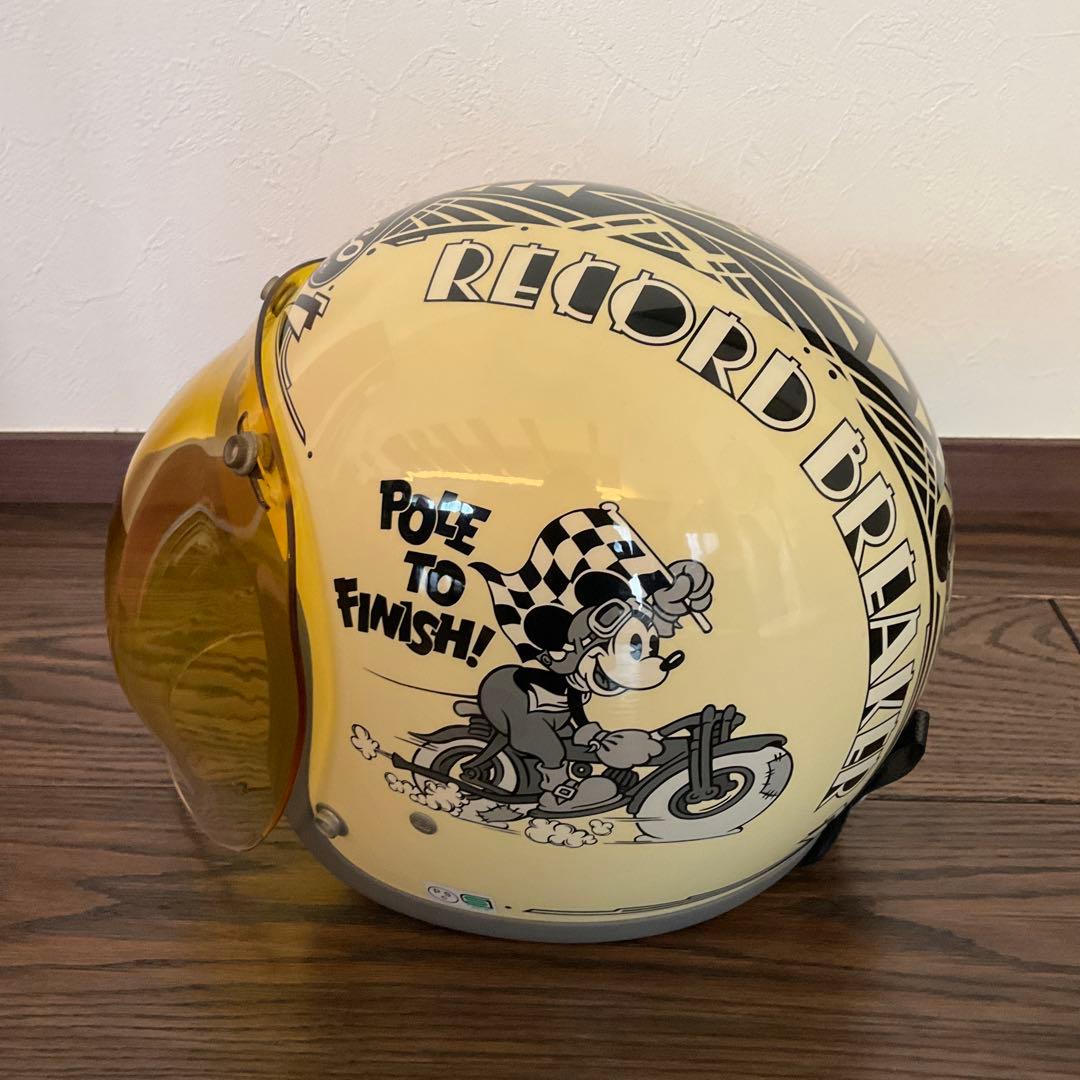 RECORD BREAKER
POLE
TO
FINISH!